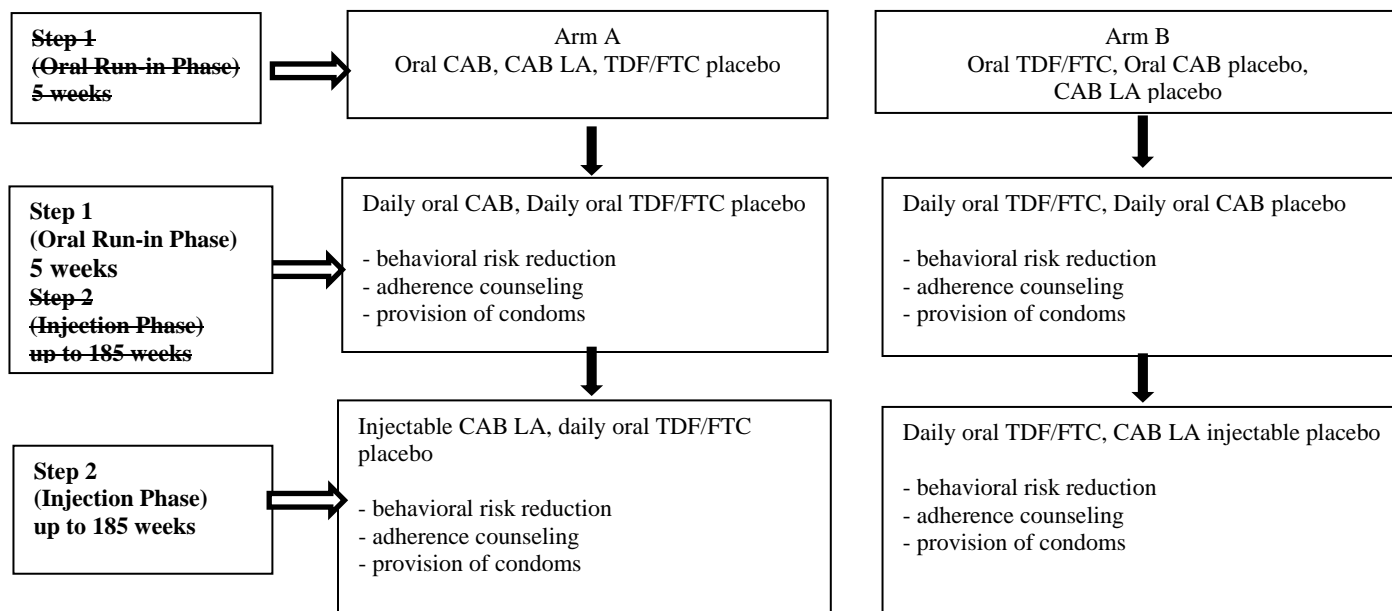 Step 1
(Oral Run-in Phase)
5 weeks
Arm A
Oral CAB, CAB LA, TDF/FTC placebo
Arm B
Oral TDF/FTC, Oral CAB placebo,
CAB LA placebo
Step 1
(Oral Run-in Phase)
5 weeks
Step 2
(Injection Phase)
up to 185 weeks
Daily oral CAB, Daily oral TDF/FTC placebo
- behavioral risk reduction
- adherence counseling
- provision of condoms
Daily oral TDF/FTC, Daily oral CAB placebo
- behavioral risk reduction
- adherence counseling
- provision of condoms
Step 2
(Injection Phase)
up to 185 weeks
Injectable CAB LA, daily oral TDF/FTC
placebo
- behavioral risk reduction
- adherence counseling
- provision of condoms
Daily oral TDF/FTC, CAB LA injectable placebo
- behavioral risk reduction
- adherence counseling
- provision of condoms